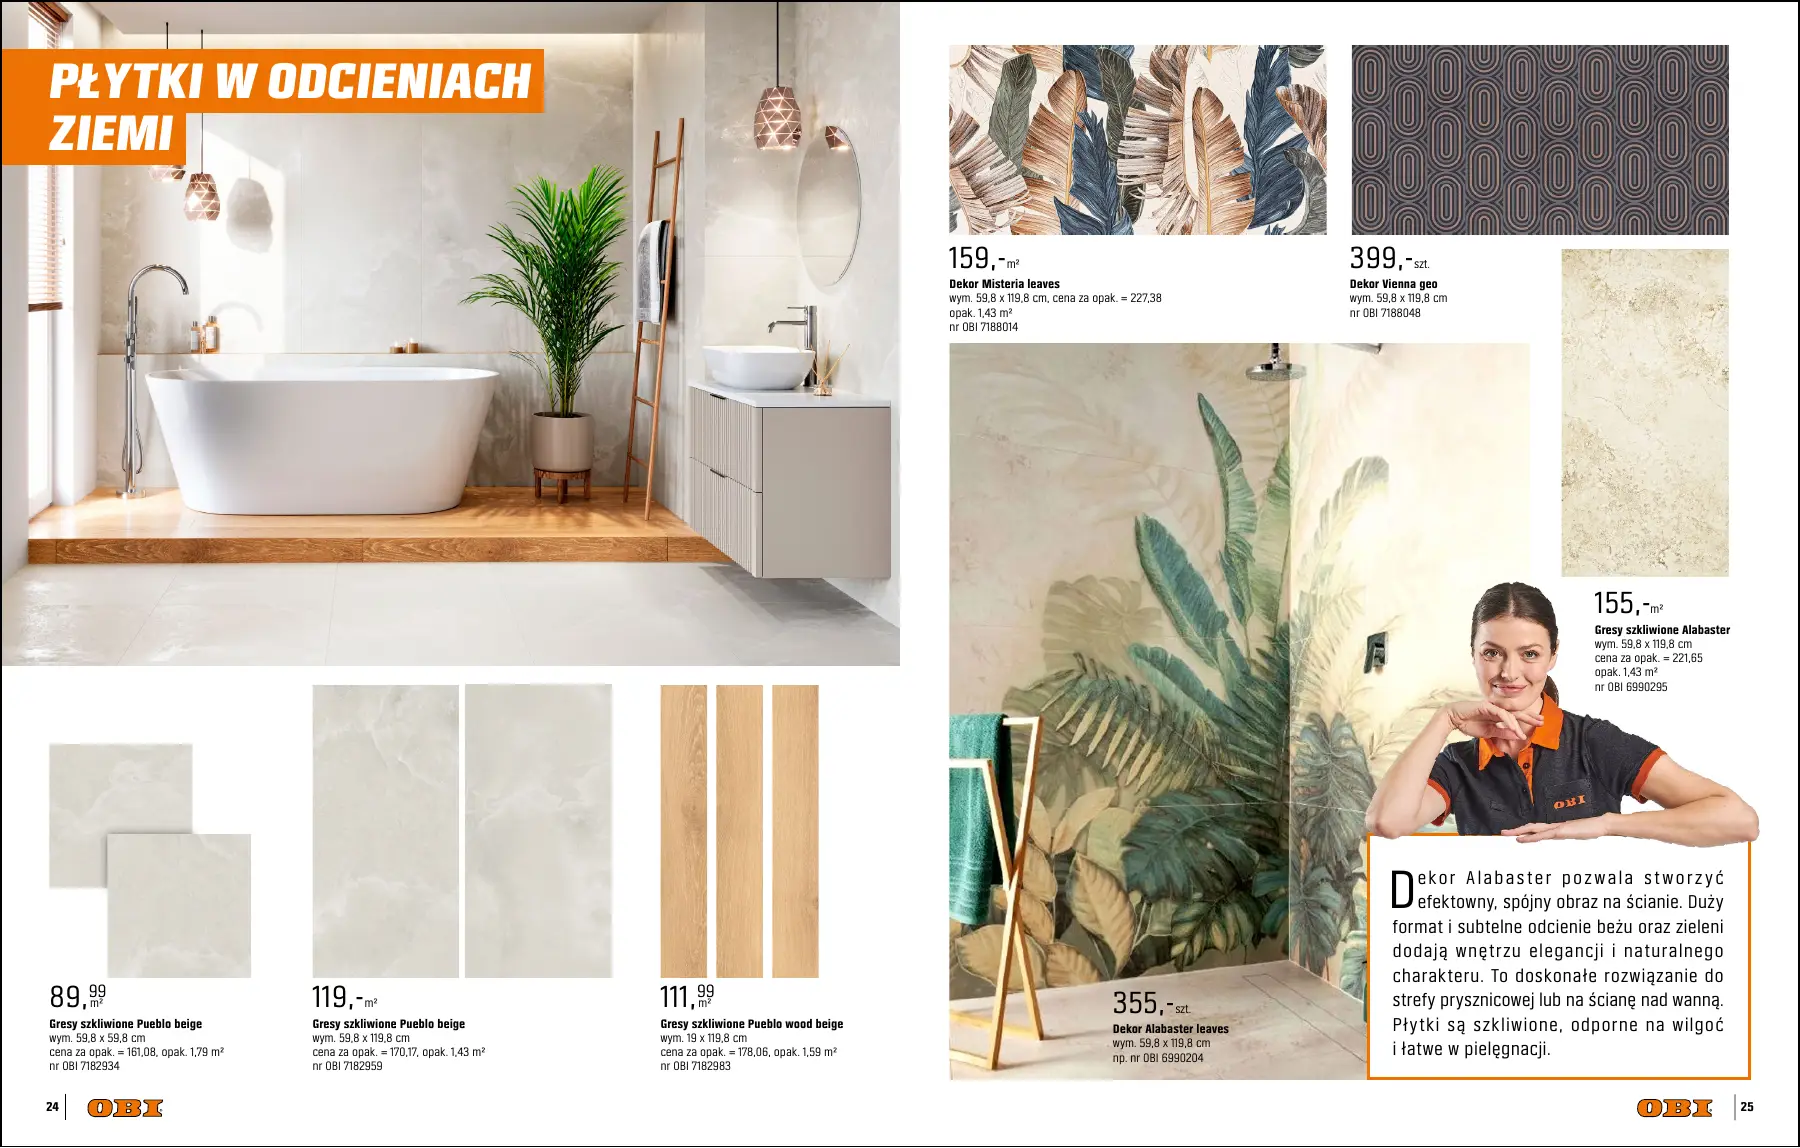 PŁYTKI W ODCIENIACH
ZIEMI
89,99 m²
Gresy szkliwione Pueblo beige
wym. 59,8 x 59,8 cm
cena za opak. = 161,08, opak. 1,79 m²
nr OBI 7182934
119,- m²
Gresy szkliwione Pueblo beige
wym. 59,8 x 119,8 cm
cena za opak. = 170,17, opak. 1,43 m²
nr OBI 7182959
111,99 m²
Gresy szkliwione Pueblo wood beige
wym. 19 x 119,8 cm
cena za opak. = 178,06, opak. 1,59 m²
nr OBI 7182983
24
OBI
159,- m²
Dekor Misteria leaves
wym. 59,8 x 119,8 cm, cena za opak. = 227,38
opak. 1,43 m²
nr OBI 7188014
399,- szt.
Dekor Vienna geo
wym. 59,8 x 119,8 cm
nr OBI 7188048
155,- m²
Gresy szkliwione Alabaster
wym. 59,8 x 119,8 cm
cena za opak. = 221,65
opak. 1,43 m²
nr OBI 6990295
OBI
355,- szt.
Dekor Alabaster leaves
wym. 59,8 x 119,8 cm
np. nr OBI 6990204
Dekor Alabaster pozwala stworzyć
efektowny, spójny obraz na ścianie. Duży
format i subtelne odcienie beżu oraz zieleni
dodają wnętrzu elegancji i naturalnego
charakteru. To doskonałe rozwiązanie do
strefy prysznicowej lub na ścianę nad wanną.
Płytki są szkliwione, odporne na wilgoć
i łatwe w pielęgnacji.
OBI
25